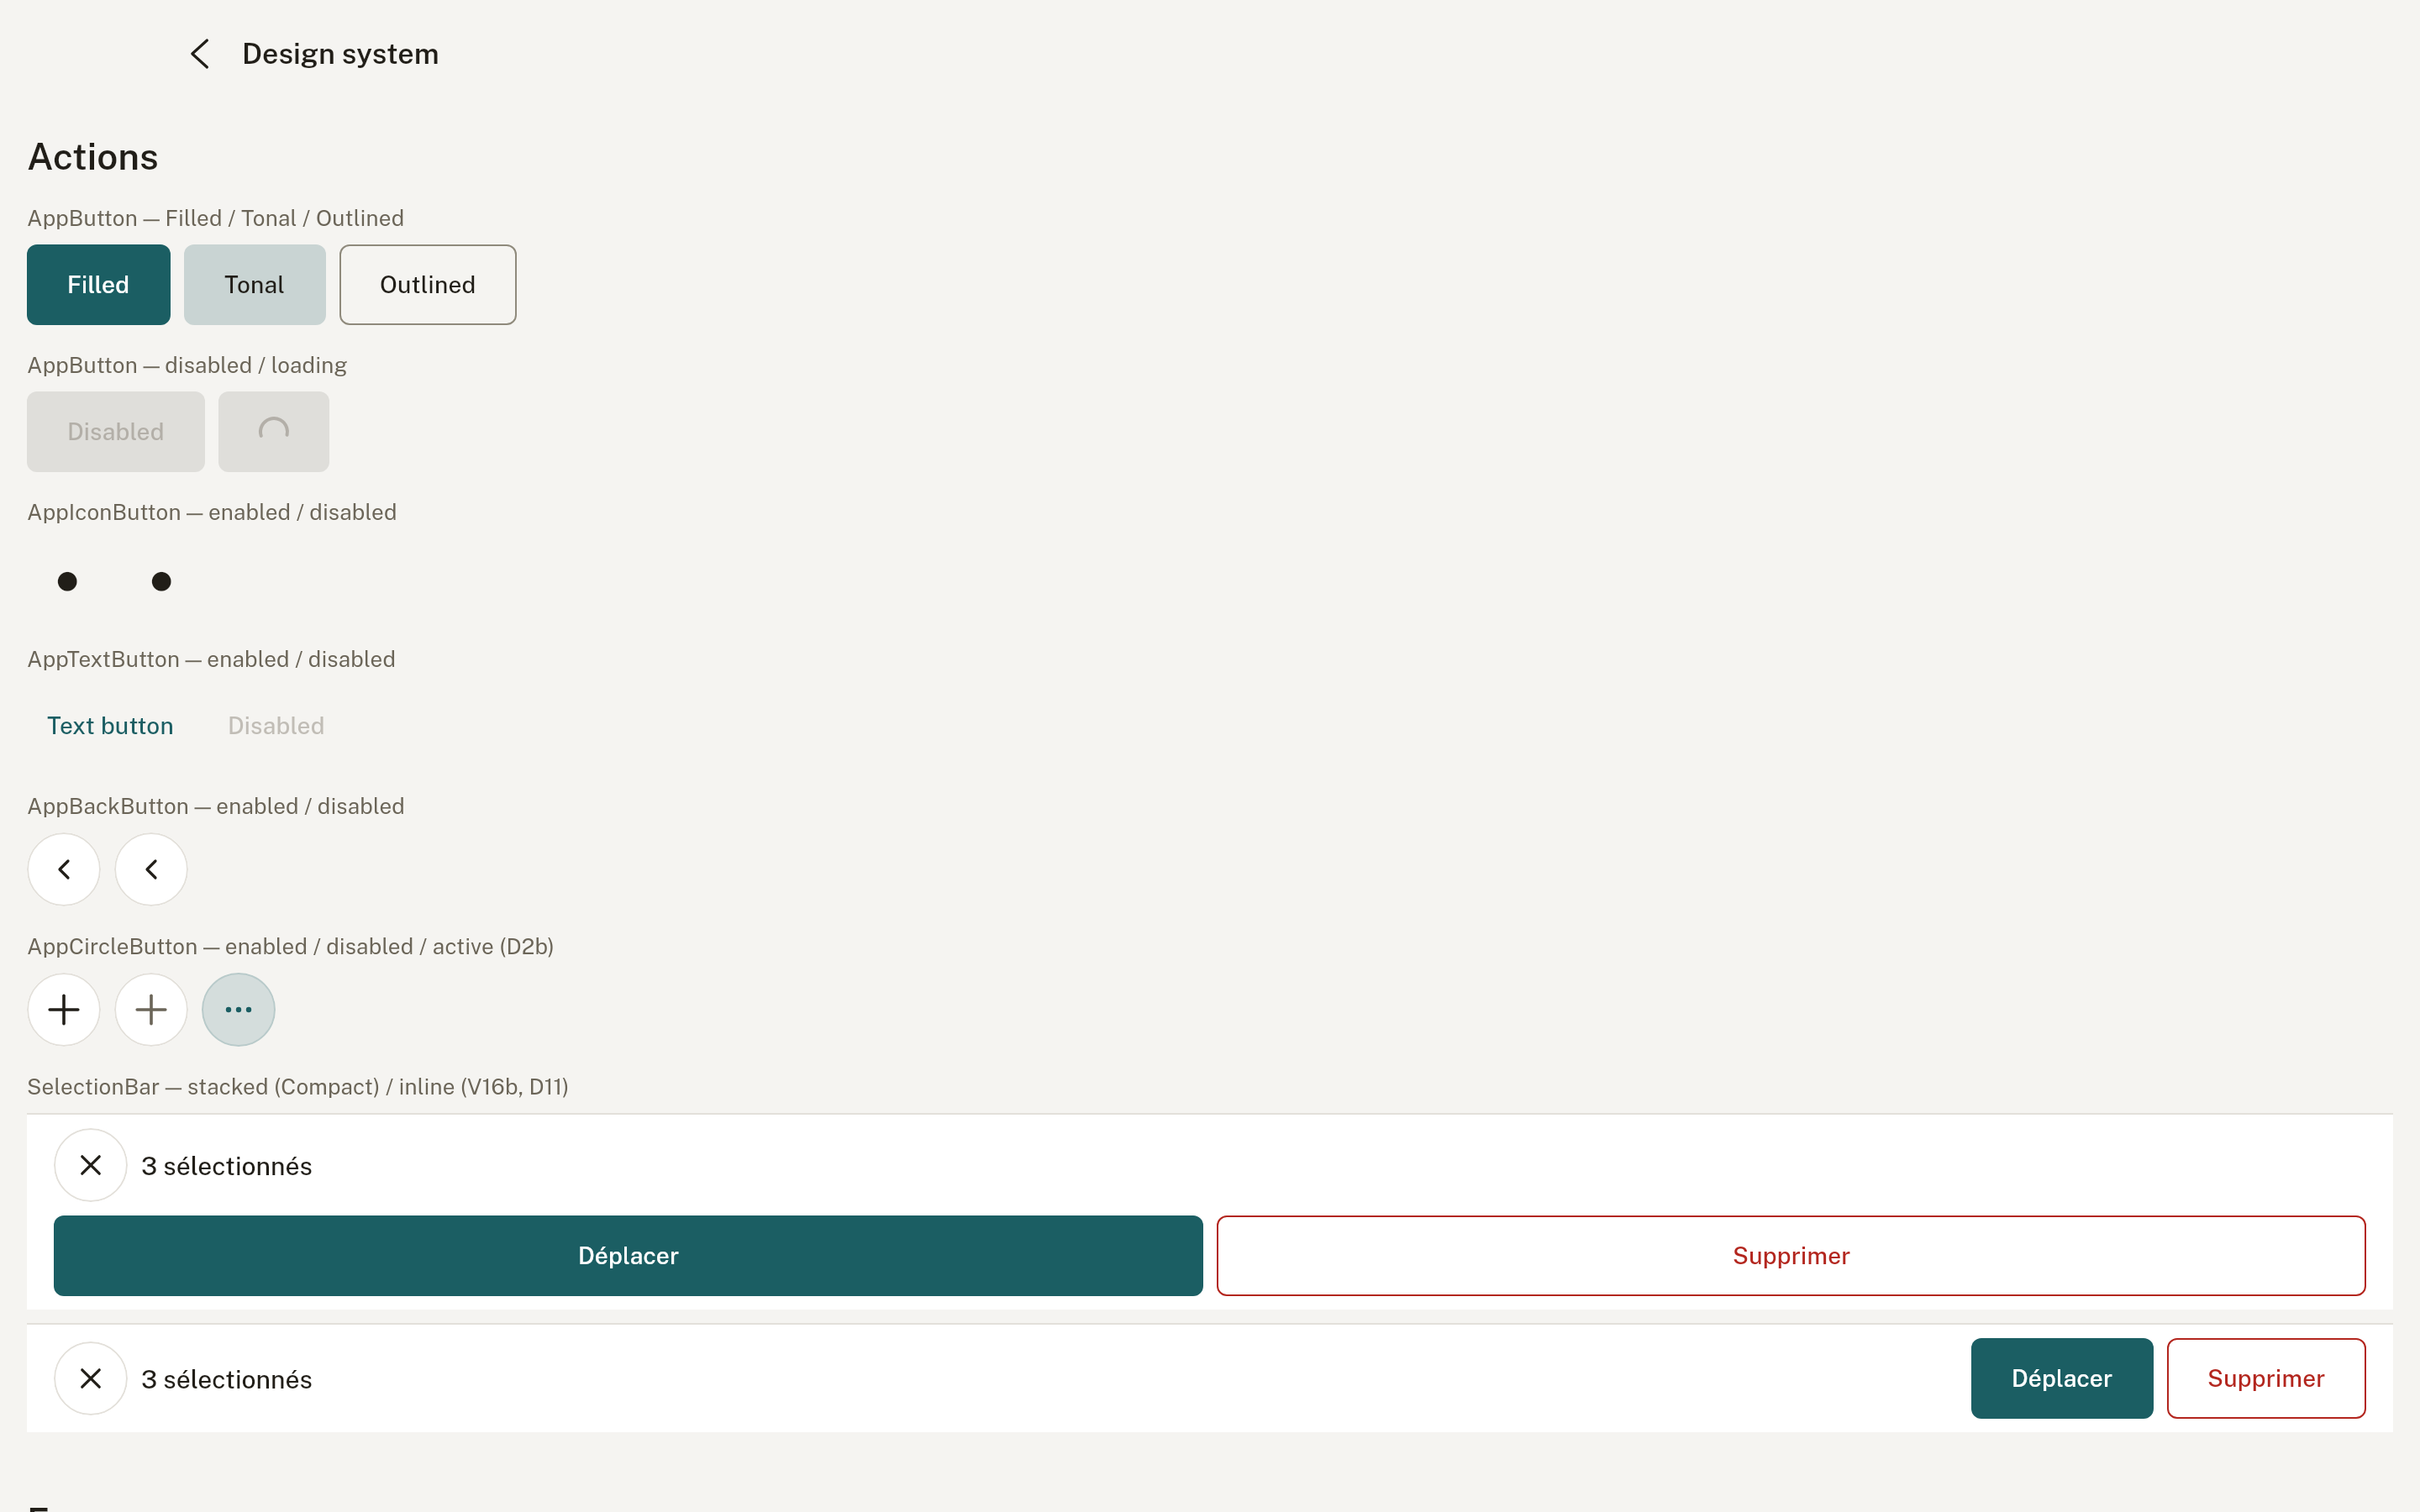 Design system
Actions
AppButton — Filled / Tonal / Outlined
Filled Tonal Outlined
AppButton — disabled / loading
Disabled
AppIconButton — enabled / disabled
AppTextButton — enabled / disabled
Text button Disabled
AppBackButton — enabled / disabled
AppCircleButton — enabled / disabled / active (D2b)
SelectionBar — stacked (Compact) / inline (V16b, D11)
3 sélectionnés
Déplacer Supprimer
3 sélectionnés Déplacer Supprimer